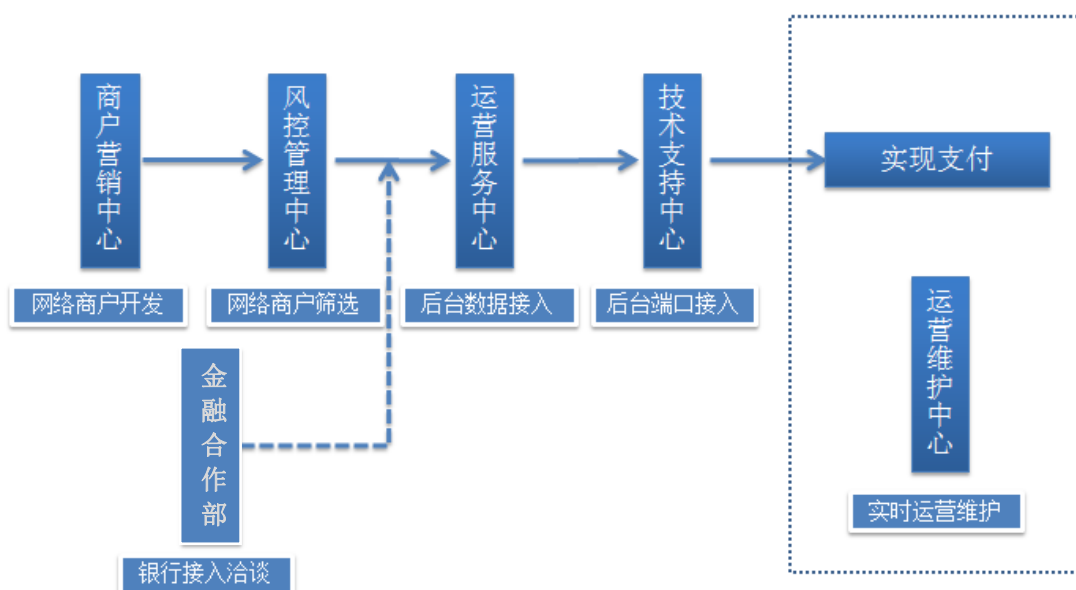 商户营销中心
风控管理中心
运营服务中心
技术支持中心
实现支付
网络商户开发
网络商户筛选
后台数据接入
后台端口接入
运营维护中心
金融合作部
实时运营维护
银行接入洽谈